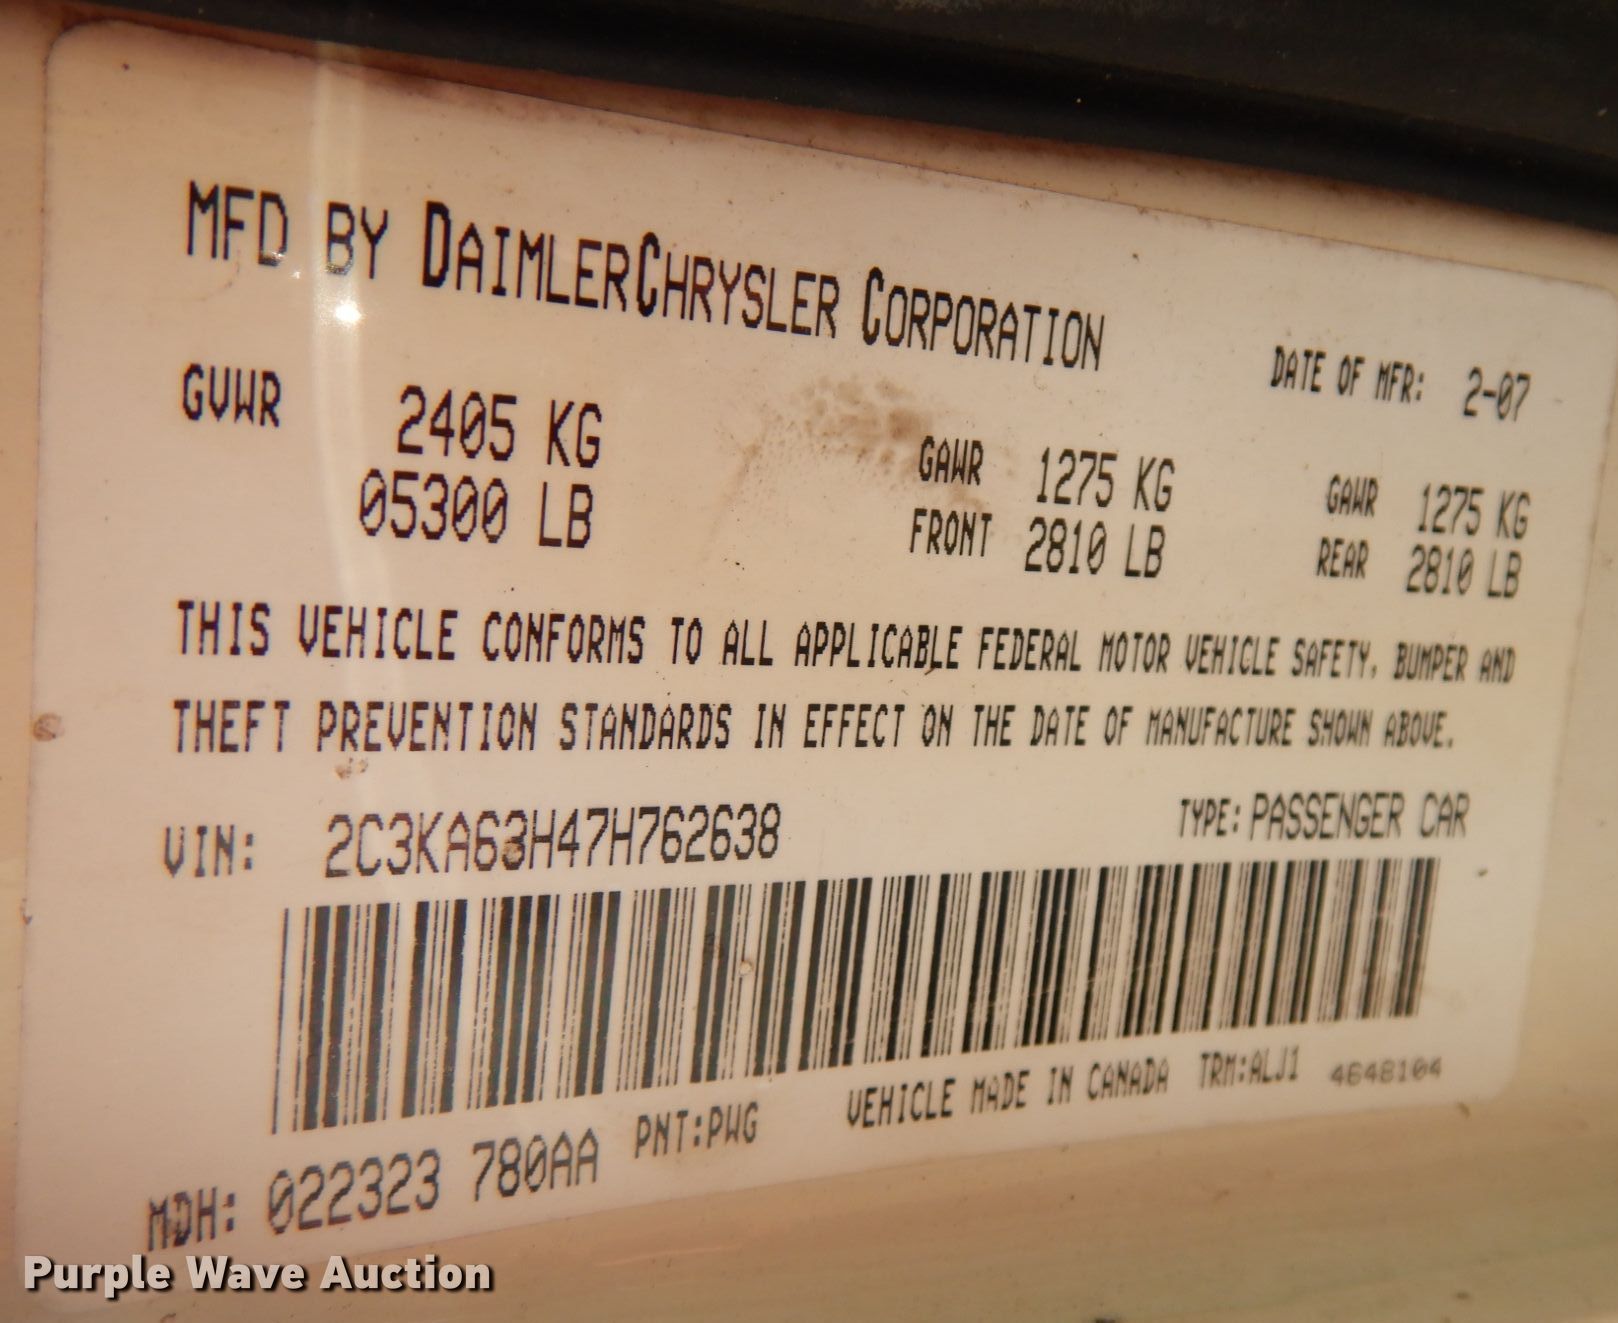 MFD BY DAIMLERCHRYSLER CORPORATION
DATE OF MFR: 2-07
GVWR 2405 KG
05300 LB
GAWR 1275 KG
FRONT 2810 LB
GAWR 1275 KG
REAR 2810 LB
THIS VEHICLE CONFORMS TO ALL APPLICABLE FEDERAL MOTOR VEHICLE SAFETY, BUMPER AND
THEFT PREVENTION STANDARDS IN EFFECT ON THE DATE OF MANUFACTURE SHOWN ABOVE.
VIN: 2C3KA63H47H762638
TYPE: PASSENGER CAR
MDH: 022323 780AA PNT:PWG VEHICLE MADE IN CANADA TRM:ALJ1 4648104
Purple Wave Auction